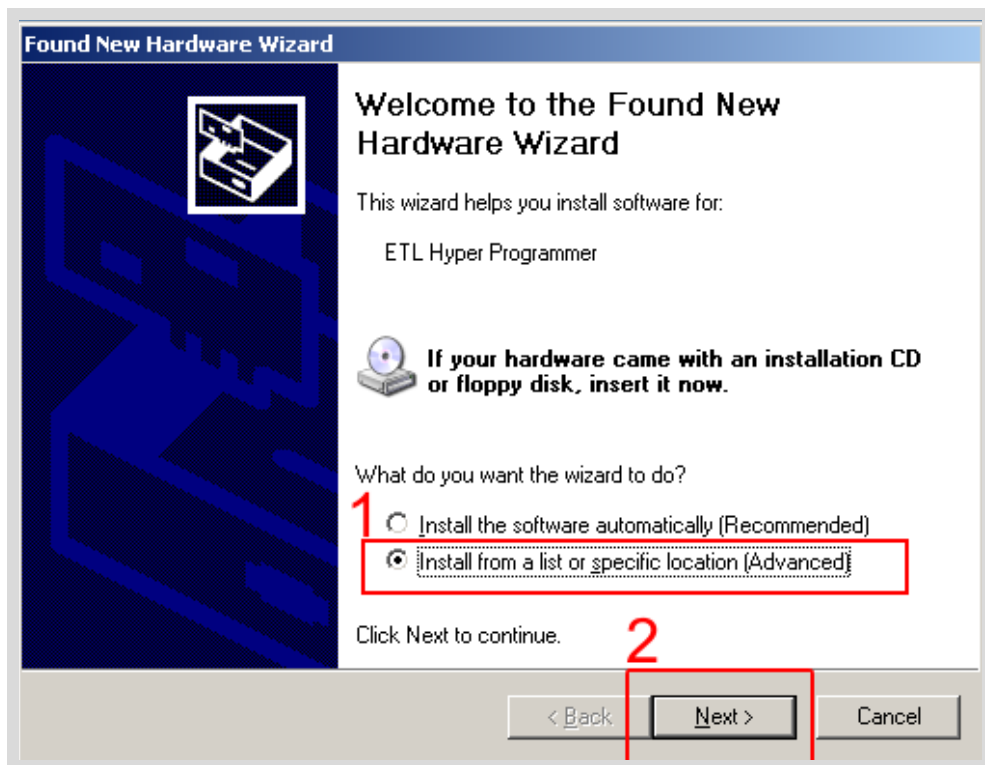 Found New Hardware Wizard
Welcome to the Found New
Hardware Wizard
This wizard helps you install software for:
ETL Hyper Programmer
If your hardware came with an installation CD
or floppy disk, insert it now.
What do you want the wizard to do?
1
Install the software automatically (Recommended)
Install from a list or specific location (Advanced)
Click Next to continue.
2
< Back
Next >
Cancel